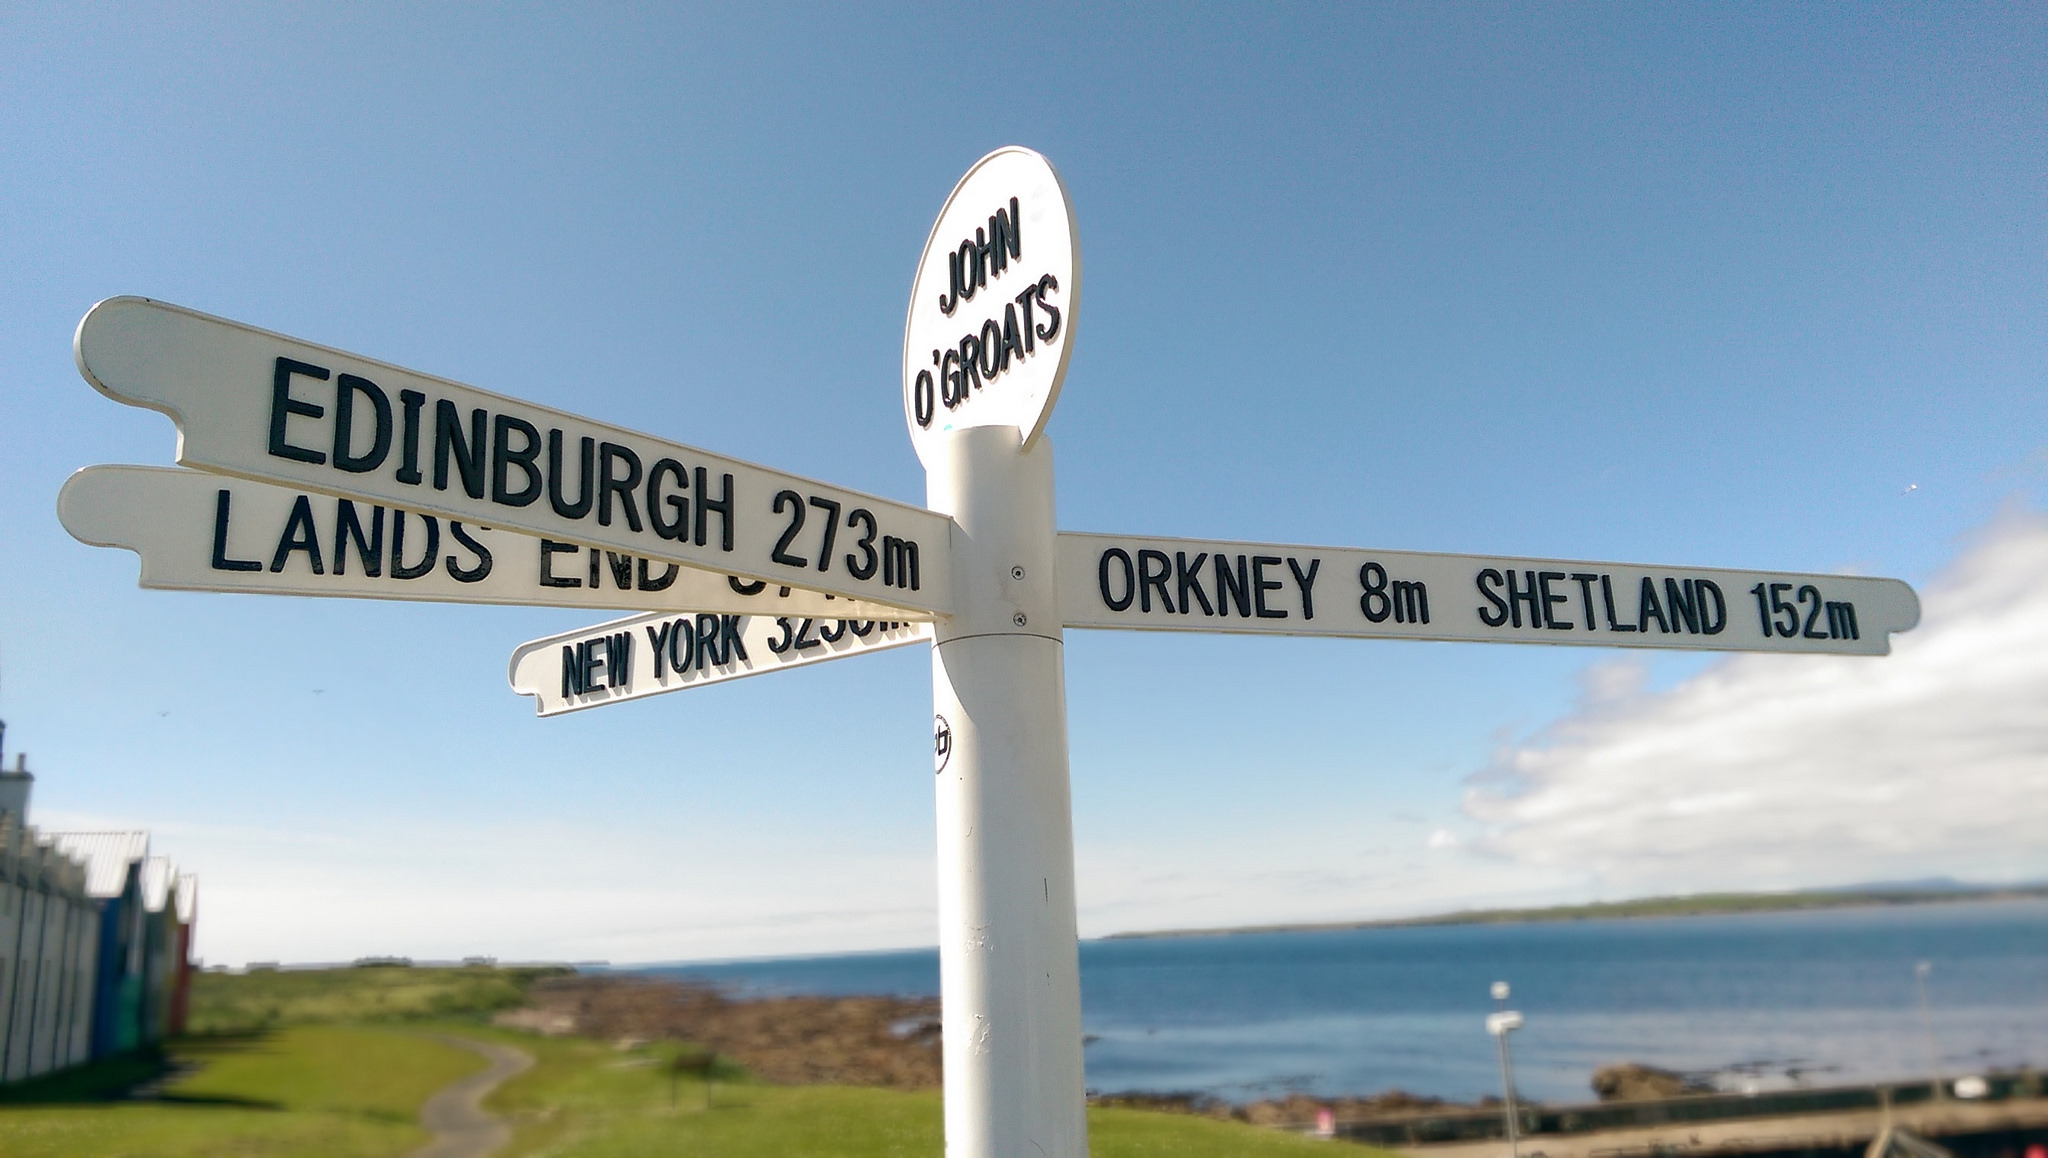 JOHN
O'GROATS
EDINBURGH 273m
LANDS END
NEW YORK
ORKNEY 8m SHETLAND 152m